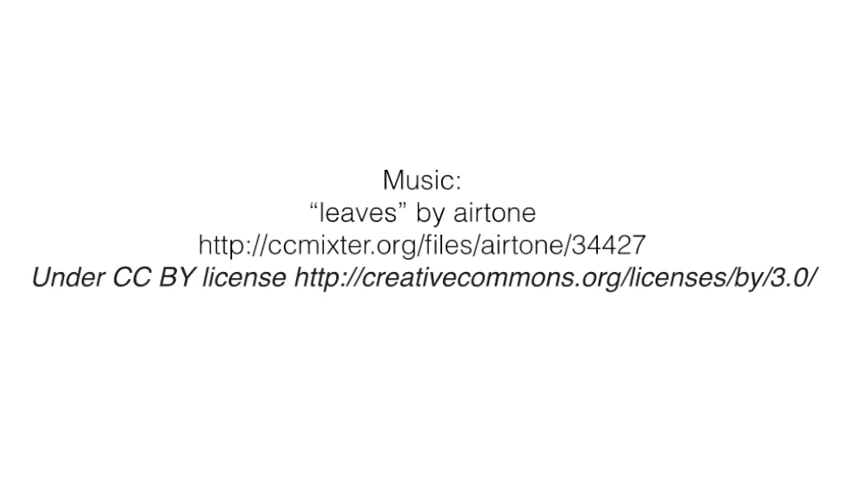 Music:
“leaves” by airtone
http://ccmixter.org/files/airtone/34427
Under CC BY license http://creativecommons.org/licenses/by/3.0/